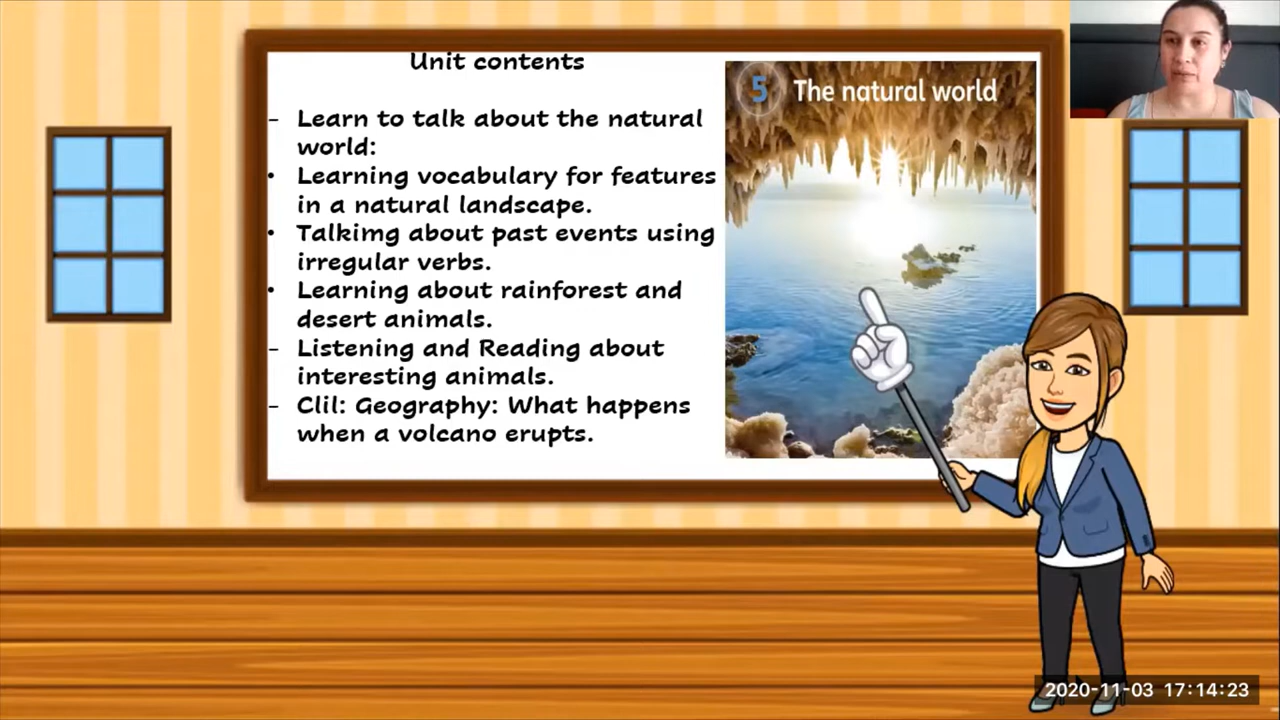 Unit contents
- Learn to talk about the natural
world:
• Learning vocabulary for features
in a natural landscape.
• Talkimg about past events using
irregular verbs.
• Learning about rainforest and
desert animals.
- Listening and Reading about
interesting animals.
- Clil: Geography: What happens
when a volcano erupts.
5 The natural world
2020-11-03 17:14:23